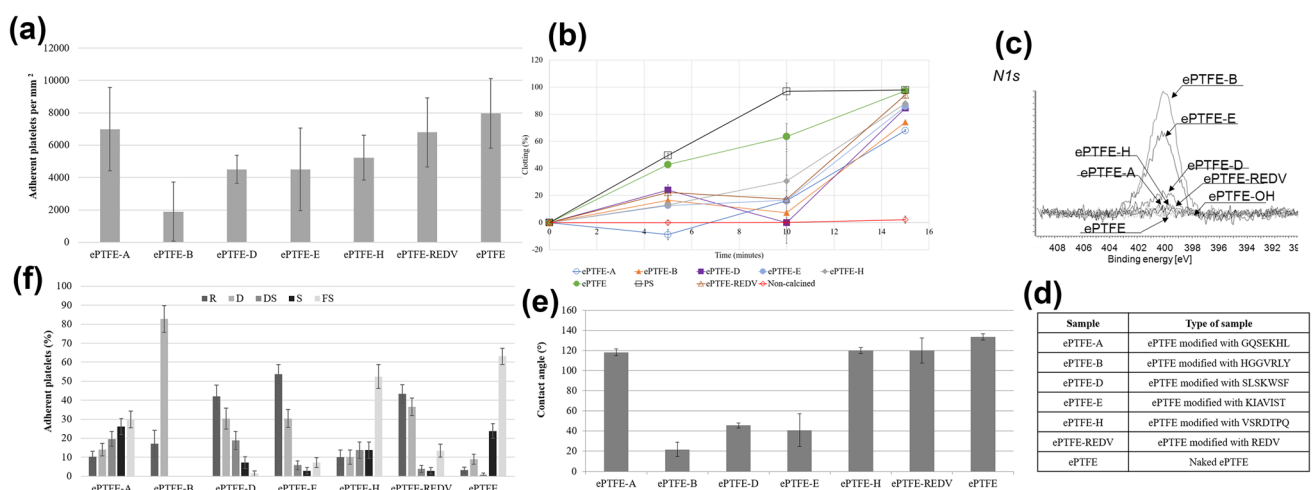 (a)
Adherent platelets per mm²
12000
10000
8000
6000
4000
2000
0
ePTFE-A ePTFE-B ePTFE-D ePTFE-E ePTFE-H ePTFE-REDV ePTFE
(b)
Clotting (%)
120
100
80
60
40
20
0
-20
0 2 4 6 8 10 12 14 16
Time (minutes)
ePTFE-A ePTFE-B ePTFE-D ePTFE-E ePTFE-H
ePTFE PS ePTFE-REDV Non-calcined
(c)
N1s
ePTFE-B
ePTFE-E
ePTFE-H
ePTFE-D
ePTFE-A
ePTFE-REDV
ePTFE-OH
ePTFE
408 406 404 402 400 398 396 394 392 39
Binding energy [eV]
(d)
Sample Type of sample
ePTFE-A ePTFE modified with GQSEKHL
ePTFE-B ePTFE modified with HGGVRLY
ePTFE-D ePTFE modified with SLSKWSF
ePTFE-E ePTFE modified with KIAVIST
ePTFE-H ePTFE modified with VSRDTPQ
ePTFE-REDV ePTFE modified with REDV
ePTFE Naked ePTFE
(e)
Contact angle (°)
160
140
120
100
80
60
40
20
0
ePTFE-A ePTFE-B ePTFE-D ePTFE-E ePTFE-H ePTFE-REDV ePTFE
(f)
Adherent platelets (%)
R D DS S FS
100
90
80
70
60
50
40
30
20
10
0
ePTFE-A ePTFE-B ePTFE-D ePTFE-E ePTFE-H ePTFE-REDV ePTFE